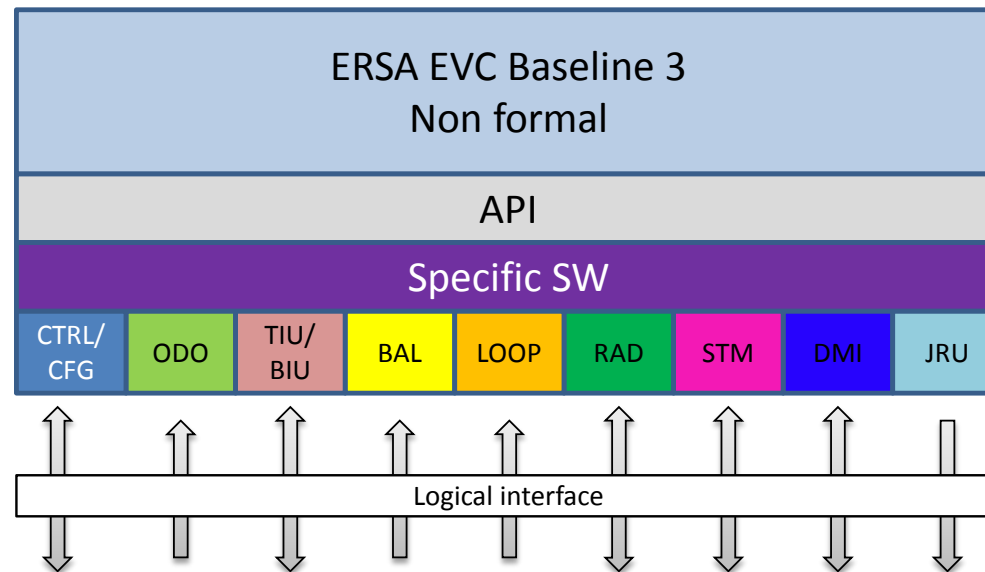 ERSA EVC Baseline 3
Non formal
API
Specific SW
CTRL/
CFG
ODO
TIU/
BIU
BAL
LOOP
RAD
STM
DMI
JRU
Logical interface